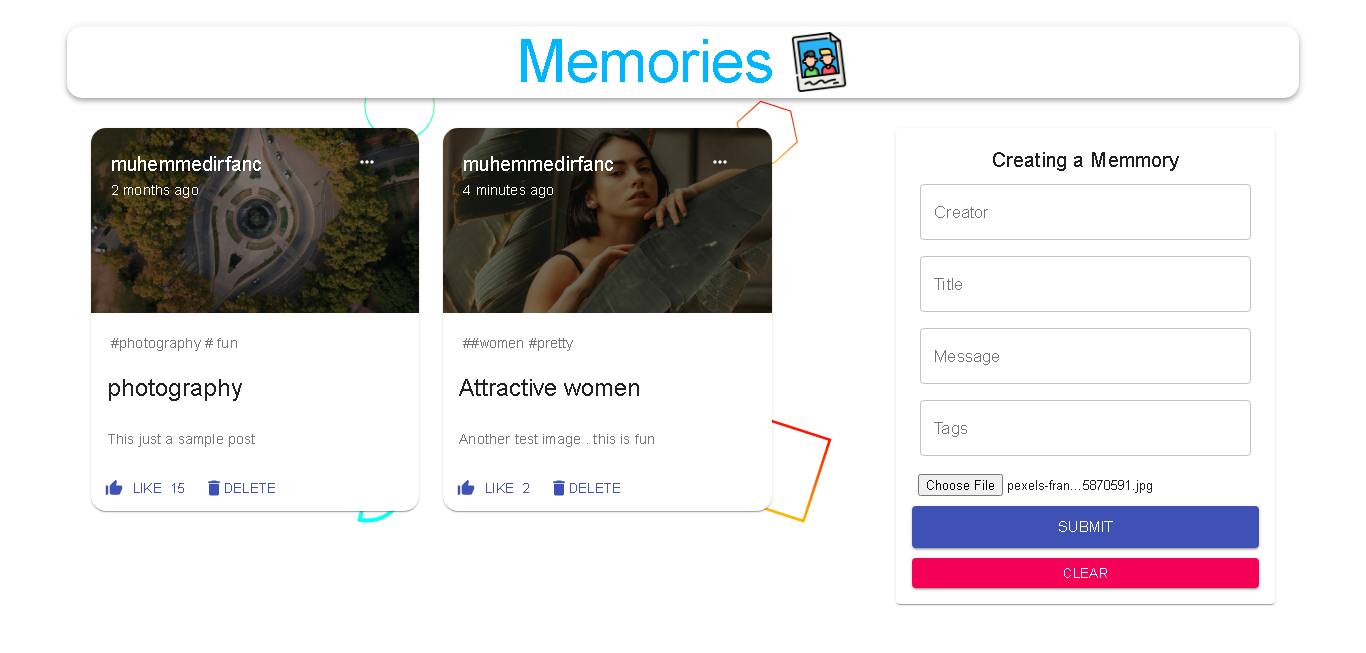 Memories
muhemmedirfanc
2 months ago
#photography # fun
photography
This just a sample post
LIKE 15 DELETE
muhemmedirfanc
4 minutes ago
##women #pretty
Attractive women
Another test image . this is fun
LIKE 2 DELETE
Creating a Memmory
Creator
Title
Message
Tags
Choose File pexels-fran...5870591.jpg
SUBMIT
CLEAR